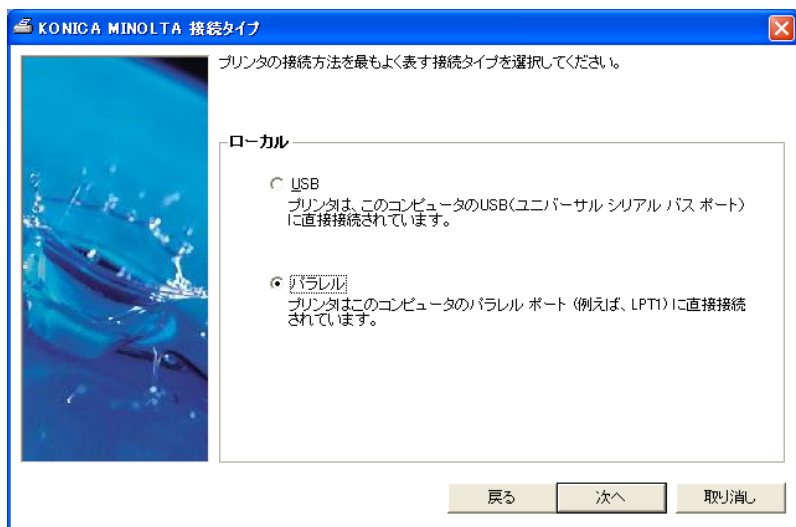 KONICA MINOLTA 接続タイプ
プリンタの接続方法を最もよく表す接続タイプを選択してください。
ローカル
USB
プリンタは、このコンピュータのUSB(ユニバーサル シリアル バス ポート)
に直接接続されています。
パラレル
プリンタはこのコンピュータのパラレル ポート (例えば、LPT1) に直接接続
されています。
戻る 次へ 取り消し